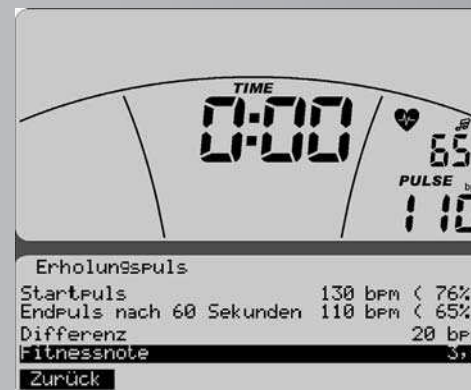 TIME
0:00
65
PULSE
110
Erholungspuls
Startpuls 130 bpm ( 76%
Endpuls nach 60 Sekunden 110 bpm ( 65%
Differenz 20 bp
Fitnessnote 3,
Zurück